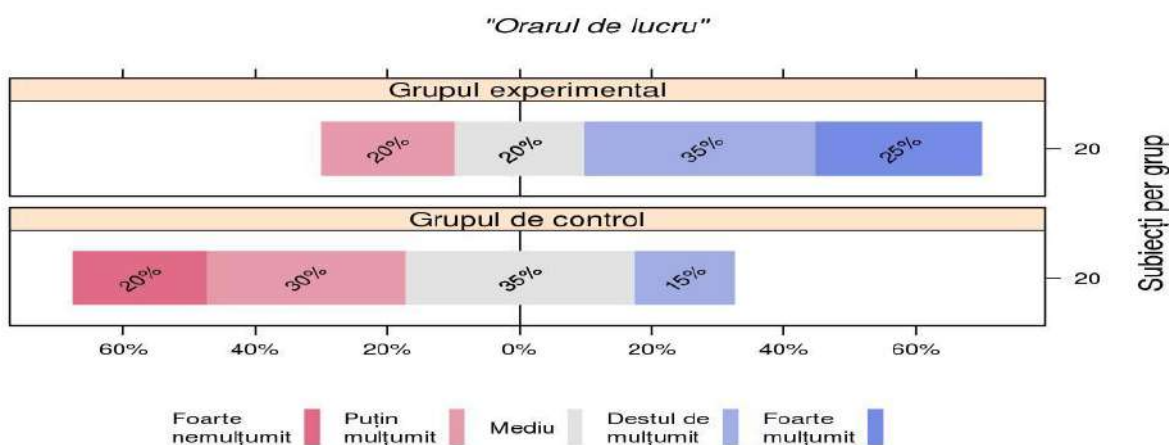 "Orarul de lucru"
Grupul experimental
20% 20% 35% 25%
20
Grupul de control
20% 30% 35% 15%
20
Subiecți per grup
60% 40% 20% 0% 20% 40% 60%
Foarte nemulțumit
Puțin mulțumit
Mediu
Destul de mulțumit
Foarte mulțumit